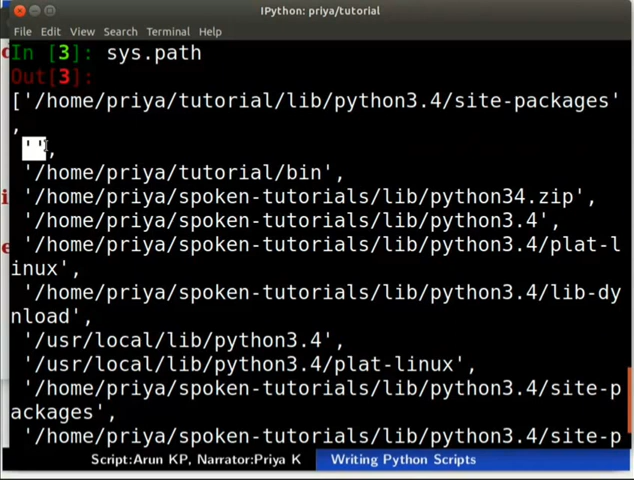 IPython: priya/tutorial
File Edit View Search Terminal Help
In [3]: sys.path
Out[3]:
['/home/priya/tutorial/lib/python3.4/site-packages'
,
'',
'/home/priya/tutorial/bin',
'/home/priya/spoken-tutorials/lib/python34.zip',
'/home/priya/spoken-tutorials/lib/python3.4',
'/home/priya/spoken-tutorials/lib/python3.4/plat-l
inux',
'/home/priya/spoken-tutorials/lib/python3.4/lib-dy
nload',
'/usr/local/lib/python3.4',
'/usr/local/lib/python3.4/plat-linux',
'/home/priya/spoken-tutorials/lib/python3.4/site-p
ackages',
'/home/priya/spoken-tutorials/lib/python3.4/site-p
Script:Arun KP, Narrator:Priya K
Writing Python Scripts